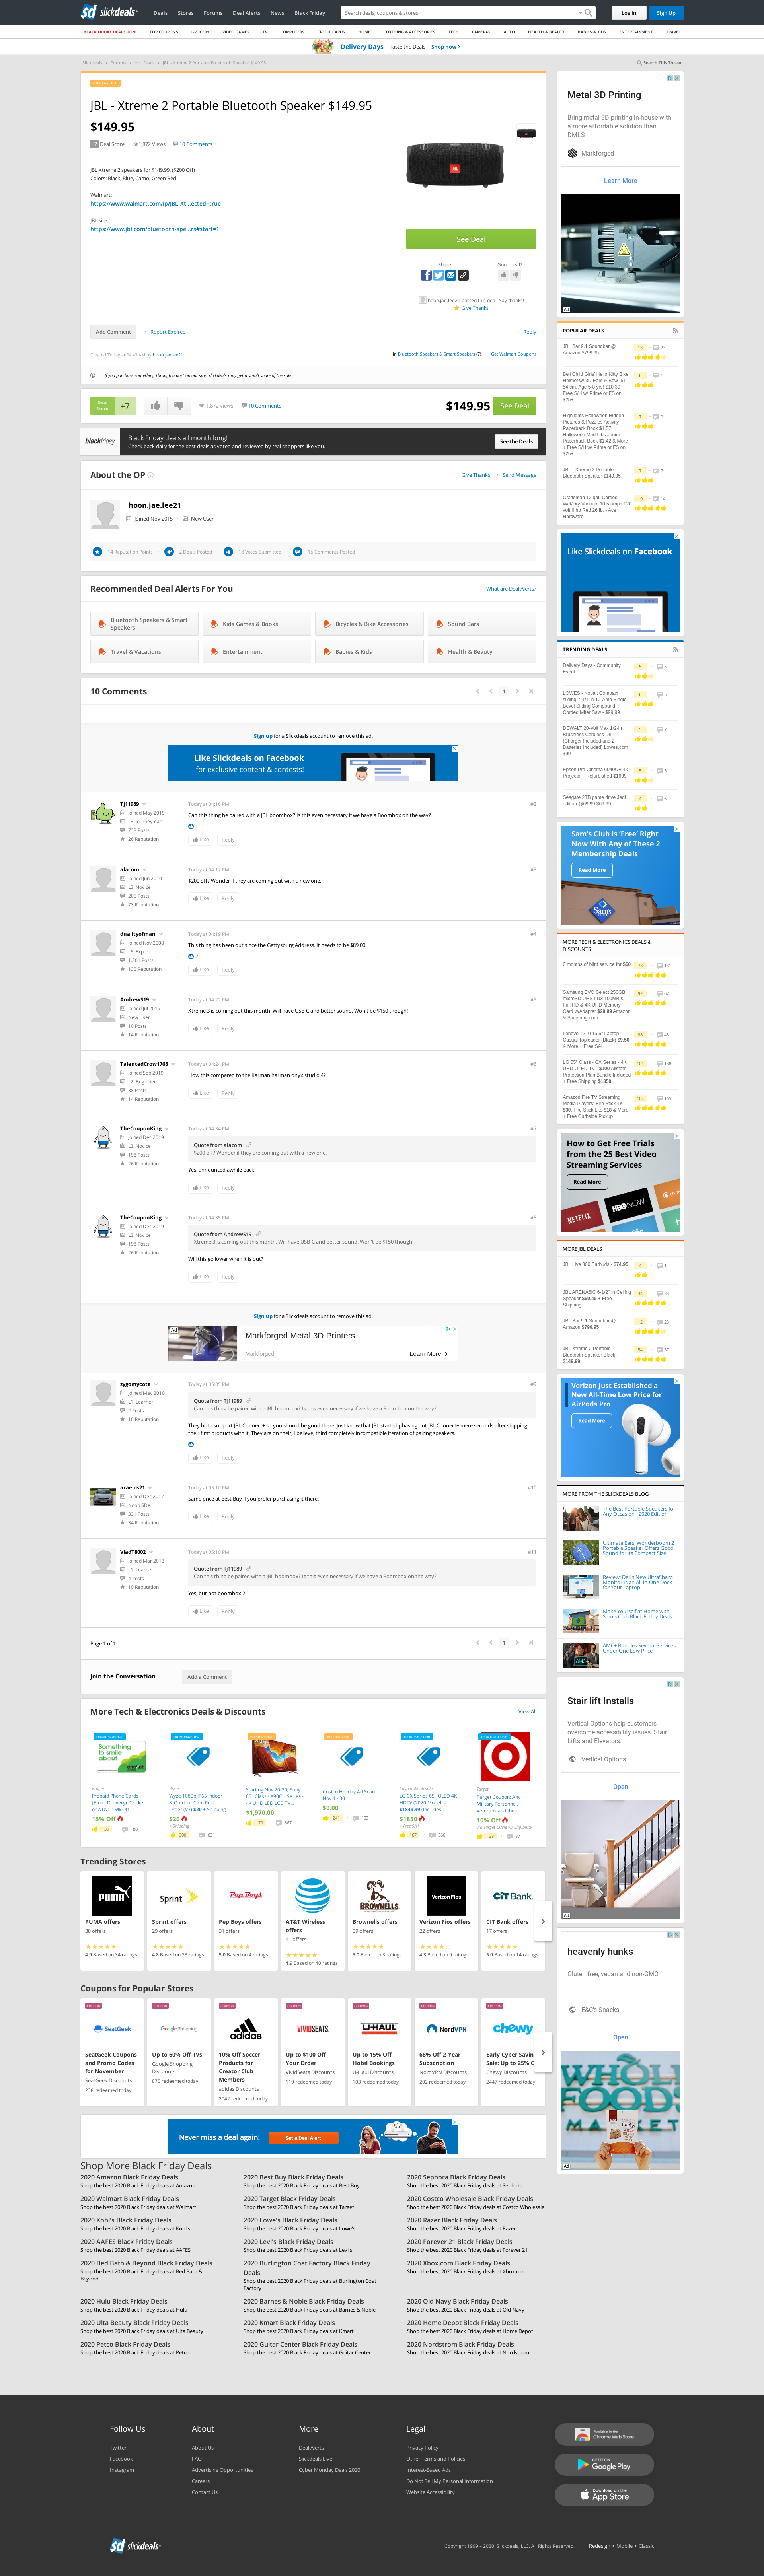 slickdeals
Deals Stores Forums Deal Alerts News Black Friday
Search deals, coupons & stores
Log In Sign Up
BLACK FRIDAY DEALS 2020 TOP COUPONS GROCERY VIDEO GAMES TV COMPUTERS CREDIT CARDS HOME CLOTHING & ACCESSORIES TECH CAMERAS AUTO HEALTH & BEAUTY BABIES & KIDS ENTERTAINMENT TRAVEL
Delivery Days Taste the Deals Shop now
Slickdeals Forums Hot Deals JBL - Xtreme 2 Portable Bluetooth Speaker $149.95
Search This Thread
JBL - Xtreme 2 Portable Bluetooth Speaker $149.95
$149.95
+7 Deal Score 1,872 Views 10 Comments
JBL Xtreme 2 speakers for $149.99. ($200 Off)
Colors: Black, Blue, Camo, Green Red.
Walmart:
https://www.walmart.com/ip/JBL-Xt...ected=true
JBL site:
https://www.jbl.com/bluetooth-spe...rs#start=1
See Deal
Share Good deal?
hoon.jae.lee21 posted this deal. Say thanks!
Give Thanks
Add Comment Report Expired Reply
Created Today at 04:03 AM by hoon.jae.lee21
in Bluetooth Speakers & Smart Speakers (7) Get Walmart Coupons
If you purchase something through a post on our site, Slickdeals may get a small share of the sale.
Deal Score +7 1,872 Views 10 Comments $149.95 See Deal
blackfriday
Black Friday deals all month long!
Check back daily for the best deals as voted and reviewed by real shoppers like you.
See the Deals
About the OP
Give Thanks Send Message
hoon.jae.lee21
Joined Nov 2015 New User
14 Reputation Points 2 Deals Posted 18 Votes Submitted 15 Comments Posted
Recommended Deal Alerts For You
What are Deal Alerts?
Bluetooth Speakers & Smart Speakers
Kids Games & Books
Bicycles & Bike Accessories
Sound Bars
Travel & Vacations
Entertainment
Babies & Kids
Health & Beauty
10 Comments
1
Sign up for a Slickdeals account to remove this ad.
Like Slickdeals on Facebook
for exclusive content & contests!
Tj11989
Joined May 2019
L5: Journeyman
738 Posts
26 Reputation
Today at 04:16 PM
#2
Can this thing be paired with a JBL boombox? Is this even necessary if we have a Boombox on the way?
1
Like Reply
alacom
Joined Jun 2010
L3: Novice
205 Posts
73 Reputation
Today at 04:17 PM
#3
$200 off? Wonder if they are coming out with a new one.
Like Reply
dualityofman
Joined Nov 2008
L6: Expert
1,301 Posts
135 Reputation
Today at 04:19 PM
#4
This thing has been out since the Gettysburg Address. It needs to be $89.00.
2
Like Reply
Andrew519
Joined Jul 2019
New User
10 Posts
14 Reputation
Today at 04:22 PM
#5
Xtreme 3 is coming out this month. Will have USB-C and better sound. Won't be $150 though!
Like Reply
TalentedCrow1768
Joined Sep 2019
L2: Beginner
38 Posts
14 Reputation
Today at 04:24 PM
#6
How this compared to the Karman harman onyx studio 4?
Like Reply
TheCouponKing
Joined Dec 2019
L3: Novice
198 Posts
26 Reputation
Today at 04:34 PM
#7
Quote from alacom
$200 off? Wonder if they are coming out with a new one.
Yes, announced awhile back.
Like Reply
TheCouponKing
Joined Dec 2019
L3: Novice
198 Posts
26 Reputation
Today at 04:35 PM
#8
Quote from Andrew519
Xtreme 3 is coming out this month. Will have USB-C and better sound. Won't be $150 though!
Will this go lower when it is out?
Like Reply
Sign up for a Slickdeals account to remove this ad.
Ad
Markforged Metal 3D Printers
Markforged Learn More
zygomycota
Joined May 2010
L1: Learner
2 Posts
10 Reputation
Today at 05:05 PM
#9
Quote from Tj11989
Can this thing be paired with a JBL boombox? Is this even necessary if we have a Boombox on the way?
They both support JBL Connect+ so you should be good there. Just know that JBL started phasing out JBL Connect+ mere seconds after shipping
their first products with it. They are on their, I believe, third completely incompatible iteration of pairing speakers.
1
Like Reply
araelos21
Joined Dec 2017
Noob SDer
331 Posts
34 Reputation
Today at 05:10 PM
#10
Same price at Best Buy if you prefer purchasing it there.
Like Reply
VladT8002
Joined Mar 2013
L1: Learner
4 Posts
10 Reputation
Today at 05:10 PM
#11
Quote from Tj11989
Can this thing be paired with a JBL boombox? Is this even necessary if we have a Boombox on the way?
Yes, but not boombox 2
Like Reply
Page 1 of 1
1
Join the Conversation Add a Comment
More Tech & Electronics Deals & Discounts
View All
Kroger
Prepaid Phone Cards (Email Delivery): Cricket or AT&T 15% Off
15% Off
130 188
Wyze
Wyze 1080p IP65 Indoor & Outdoor Cam Pre-Order (V3) $20 + Shipping
$20
+ Shipping
302 831
Starting Nov 20-30, Sony 85" Class - X90CH Series - 4K UHD LED LCD TV...
$1,970.00
175 567
Costco Holiday Ad Scan Nov 4 - 30
$0.00
241 153
Costco Wholesale
LG CX Series 65" OLED 4K HDTV (2020 Model) - $1849.99 (Includes...
$1850
+ Free S/H
167 566
Target
Target Coupon: Any Military Personnel, Veterans and their...
10% Off
w/ Target Circle w/ Eligibility
138 87
Trending Stores
PUMA offers
38 offers
4.9 Based on 34 ratings
Sprint offers
29 offers
4.8 Based on 33 ratings
Pep Boys offers
31 offers
5.0 Based on 4 ratings
AT&T Wireless offers
41 offers
4.9 Based on 40 ratings
Brownells offers
39 offers
5.0 Based on 3 ratings
Verizon Fios offers
22 offers
4.3 Based on 9 ratings
CIT Bank offers
17 offers
5.0 Based on 14 ratings
Coupons for Popular Stores
COUPON
SeatGeek Coupons and Promo Codes for November
SeatGeek Discounts
238 redeemed today
COUPON
Up to 60% Off TVs
Google Shopping Discounts
875 redeemed today
COUPON
10% Off Soccer Products for Creator Club Members
adidas Discounts
2042 redeemed today
COUPON
Up to $100 Off Your Order
VividSeats Discounts
119 redeemed today
COUPON
Up to 15% Off Hotel Bookings
U-Haul Discounts
103 redeemed today
COUPON
68% Off 2-Year Subscription
NordVPN Discounts
202 redeemed today
COUPON
Early Cyber Saving
Sale: Up to 25% O
Chewy Discounts
2447 redeemed today
Never miss a deal again! Set a Deal Alert
Shop More Black Friday Deals
2020 Amazon Black Friday Deals
Shop the best 2020 Black Friday deals at Amazon
2020 Best Buy Black Friday Deals
Shop the best 2020 Black Friday deals at Best Buy
2020 Sephora Black Friday Deals
Shop the best 2020 Black Friday deals at Sephora
2020 Walmart Black Friday Deals
Shop the best 2020 Black Friday deals at Walmart
2020 Target Black Friday Deals
Shop the best 2020 Black Friday deals at Target
2020 Costco Wholesale Black Friday Deals
Shop the best 2020 Black Friday deals at Costco Wholesale
2020 Kohl's Black Friday Deals
Shop the best 2020 Black Friday deals at Kohl's
2020 Lowe's Black Friday Deals
Shop the best 2020 Black Friday deals at Lowe's
2020 Razer Black Friday Deals
Shop the best 2020 Black Friday deals at Razer
2020 AAFES Black Friday Deals
Shop the best 2020 Black Friday deals at AAFES
2020 Levi's Black Friday Deals
Shop the best 2020 Black Friday deals at Levi's
2020 Forever 21 Black Friday Deals
Shop the best 2020 Black Friday deals at Forever 21
2020 Bed Bath & Beyond Black Friday Deals
Shop the best 2020 Black Friday deals at Bed Bath & Beyond
2020 Burlington Coat Factory Black Friday Deals
Shop the best 2020 Black Friday deals at Burlington Coat Factory
2020 Xbox.com Black Friday Deals
Shop the best 2020 Black Friday deals at Xbox.com
2020 Hulu Black Friday Deals
Shop the best 2020 Black Friday deals at Hulu
2020 Barnes & Noble Black Friday Deals
Shop the best 2020 Black Friday deals at Barnes & Noble
2020 Old Navy Black Friday Deals
Shop the best 2020 Black Friday deals at Old Navy
2020 Ulta Beauty Black Friday Deals
Shop the best 2020 Black Friday deals at Ulta Beauty
2020 Kmart Black Friday Deals
Shop the best 2020 Black Friday deals at Kmart
2020 Home Depot Black Friday Deals
Shop the best 2020 Black Friday deals at Home Depot
2020 Petco Black Friday Deals
Shop the best 2020 Black Friday deals at Petco
2020 Guitar Center Black Friday Deals
Shop the best 2020 Black Friday deals at Guitar Center
2020 Nordstrom Black Friday Deals
Shop the best 2020 Black Friday deals at Nordstrom
Metal 3D Printing
Bring metal 3D printing in-house with a more affordable solution than DMLS
Markforged
Learn More
Ad
POPULAR DEALS
JBL Bar 9.1 Soundbar @ Amazon $799.95
13 23
Bell Child Girls' Hello Kitty Bike Helmet w/ 3D Ears & Bow (51-54 cm, Age 5-8 yrs) $10.39 + Free S/H w/ Prime or FS on $25+
6 1
Highlights Halloween Hidden Pictures & Puzzles Activity Paperback Book $1.57, Halloween Mad Libs Junior Paperback Book $1.42 & More + Free S/H w/ Prime or FS on $25+
7 0
JBL - Xtreme 2 Portable Bluetooth Speaker $149.95
7 7
Craftsman 12 gal. Corded Wet/Dry Vacuum 10.5 amps 120 volt 6 hp Red 26 lb. - Ace Hardware
19 14
Like Slickdeals on Facebook
TRENDING DEALS
Delivery Days - Community Event
5 5
LOWES - Kobalt Compact sliding 7-1/4-in 10-Amp Single Bevel Sliding Compound Corded Miter Saw - $99.99
6 5
DEWALT 20-Volt Max 1/2-in Brushless Cordless Drill (Charger Included and 2-Batteries Included) Lowes.com $99
5 7
Epson Pro Cinema 6040UB 4k Projector - Refurbished $1699
5 3
Seagate 2TB game drive Jedi edition @69.99 $69.99
4 6
Sam's Club is 'Free' Right Now With Any of These 2 Membership Deals
Read More
MORE TECH & ELECTRONICS DEALS & DISCOUNTS
6 months of Mint service for $60
73 131
Samsung EVO Select 256GB microSD UHS-I U3 100MB/s Full HD & 4K UHD Memory Card w/Adapter $28.99 Amazon & Samsung.com
92 67
Lenovo T210 15.6" Laptop Casual Toploader (Black) $9.50 & More + Free S&H
98 46
LG 55" Class - CX Series - 4K UHD OLED TV - $100 Allstate Protection Plan Bundle Included + Free Shipping $1350
101 186
Amazon Fire TV Streaming Media Players: Fire Stick 4K $30, Fire Stick Lite $18 & More + Free Curbside Pickup
104 165
How to Get Free Trials from the 25 Best Video Streaming Services
Read More
NETFLIX HBO NOW
MORE JBL DEALS
JBL Live 300 Earbuds - $74.95
4 1
JBL ARENA6IC 6-1/2" In Ceiling Speaker $59.49 + Free Shipping
34 33
JBL Bar 9.1 Soundbar @ Amazon $799.95
12 23
JBL Xtreme 2 Portable Bluetooth Speaker Black - $149.99
54 37
Verizon Just Established a New All-Time Low Price for AirPods Pro
Read More
MORE FROM THE SLICKDEALS BLOG
The Best Portable Speakers for Any Occasion - 2020 Edition
Ultimate Ears' Wonderboom 2 Portable Speaker Offers Good Sound for its Compact Size
Review: Dell's New UltraSharp Monitor Is an All-in-One Dock for Your Laptop
Make Yourself at Home with Sam's Club Black Friday Deals
AMC+ Bundles Several Services Under One Low Price
Stair lift Installs
Vertical Options help customers overcome accessibility issues. Stair Lifts and Elevators.
Vertical Options
Open
Ad
heavenly hunks
Gluten free, vegan and non-GMO
E&C's Snacks
Open
Ad
Follow Us
Twitter
Facebook
Instagram
About
About Us
FAQ
Advertising Opportunities
Careers
Contact Us
More
Deal Alerts
Slickdeals Live
Cyber Monday Deals 2020
Legal
Privacy Policy
Other Terms and Policies
Interest-Based Ads
Do Not Sell My Personal Information
Website Accessibility
Available in the Chrome Web Store
GET IT ON Google Play
Download on the App Store
slickdeals
Copyright 1999 - 2020. Slickdeals, LLC. All Rights Reserved. Redesign • Mobile • Classic